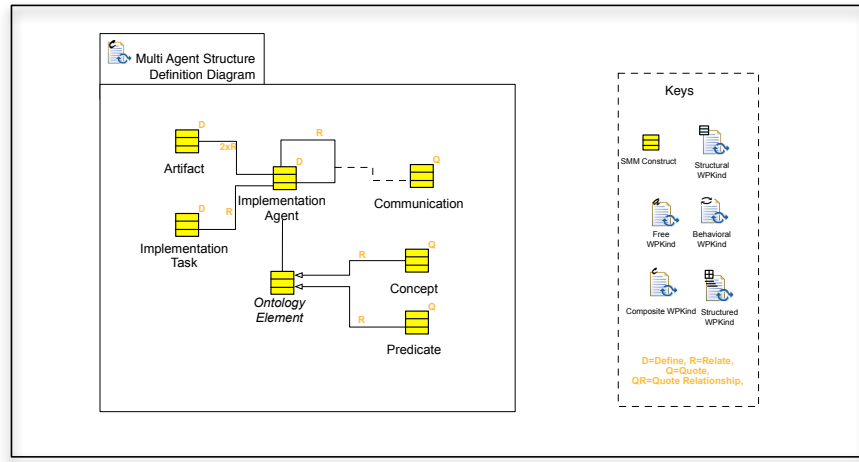 Multi Agent Structure
Definition Diagram
D
2xR
Artifact
R
D
Implementation
Agent
Q
Communication
D
R
Implementation
Task
Ontology
Element
R
Q
Concept
R
Q
Predicate
Keys
SMM Construct
Structural
WPKind
Free
WPKind
Behavioral
WPKind
Composite WPKind
Structured
WPKind
D=Define, R=Relate,
Q=Quote,
QR=Quote Relationship,